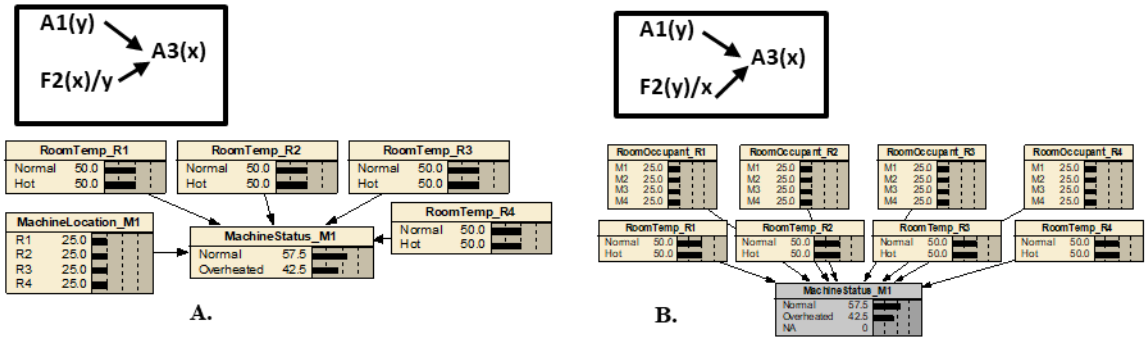 A1(y)
A3(x)
F2(x)/y
RoomTemp_R1
Normal 50.0
Hot 50.0
RoomTemp_R2
Normal 50.0
Hot 50.0
RoomTemp_R3
Normal 50.0
Hot 50.0
MachineLocation_M1
R1 25.0
R2 25.0
R3 25.0
R4 25.0
MachineStatus_M1
Normal 57.5
Overheated 42.5
RoomTemp_R4
Normal 50.0
Hot 50.0
A.
A1(y)
A3(x)
F2(y)/x
RoomOccupant_R1
M1 25.0
M2 25.0
M3 25.0
M4 25.0
RoomOccupant_R2
M1 25.0
M2 25.0
M3 25.0
M4 25.0
RoomOccupant_R3
M1 25.0
M2 25.0
M3 25.0
M4 25.0
RoomOccupant_R4
M1 25.0
M2 25.0
M3 25.0
M4 25.0
RoomTemp_R1
Normal 50.0
Hot 50.0
RoomTemp_R2
Normal 50.0
Hot 50.0
RoomTemp_R3
Normal 50.0
Hot 50.0
RoomTemp_R4
Normal 50.0
Hot 50.0
MachineStatus_M1
Normal 57.5
Overheated 42.5
NA 0
B.